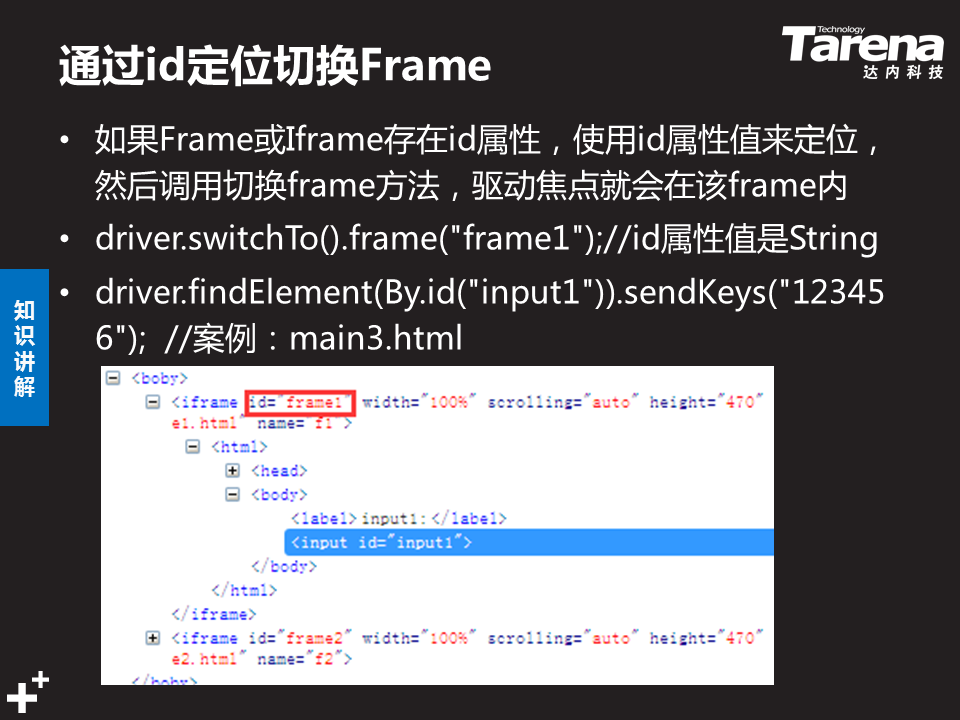 通过id定位切换Frame
Technology
Tarena
达内科技
• 如果Frame或Iframe存在id属性，使用id属性值来定位，
然后调用切换frame方法，驱动焦点就会在该frame内
• driver.switchTo().frame("frame1");//id属性值是String
• driver.findElement(By.id("input1")).sendKeys("12345
6"); //案例：main3.html
知识讲解
<boby>
<iframe id="frame1" width="100%" scrolling="auto" height="470"
e1.html" name="f1">
<html>
<head>
<body>
<label>input1:</label>
<input id="input1">
</body>
</html>
</iframe>
<iframe id="frame2" width="100%" scrolling="auto" height="470"
e2.html" name="f2">
</boby>